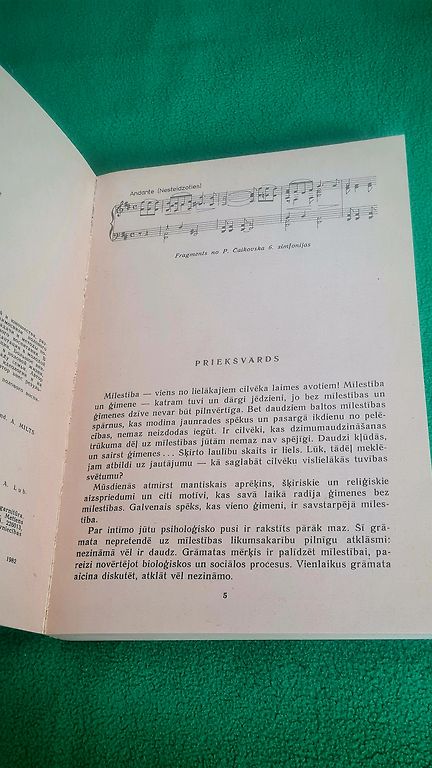 Andante (Nesteidzoties)
Fragments no P. Čaikovska 6. simfonijas
PRIEKŠVARDS
Mīlestība — viens no lielākajiem cilvēka laimes avotiem! Mīlestība
un ģimene — katram tuvi un dārgi jēdzieni, jo bez mīlestības un
ģimenes dzīve nevar būt pilnvērtīga. Bet daudziem baltos mīlestības
spārnus, kas modina jaunrades spēkus un pasargā ikdienu no pelē-
cības, nemaz neizdodas iegūt. Ir cilvēki, kas dzimumaudzināšanas
trūkuma dēļ uz mīlestības jūtām nemaz nav spējīgi. Daudzi kļūdās,
un sairst ģimenes... Šķirto laulību skaits ir liels. Lūk, tādēļ meklē-
jam atbildi uz jautājumu — kā saglabāt cilvēku vislielākās tuvības
svētumu?
Mūsdienās atmirst mantiskais aprēķins, šķiriskie un reliģiskie
aizspriedumi un citi motīvi, kas savā laikā radīja ģimenes bez
mīlestības. Galvenais spēks, kas vieno ģimeni, ir savstarpējā mīles-
tība.
Par intīmo jūtu psiholoģisko pusi ir rakstīts pārāk maz. Šī grā-
mata nepretendē uz mīlestības likumsakarību pilnīgu atklāsmi:
nezināmā vēl ir daudz. Grāmatas mērķis ir palīdzēt mīlestībai, pa-
reizi novērtējot bioloģiskos un sociālos procesus. Vienlaikus grāmata
aicina diskutēt, atklāt vēl nezināmo.
5
A. MILTS
A. Lub.
1982